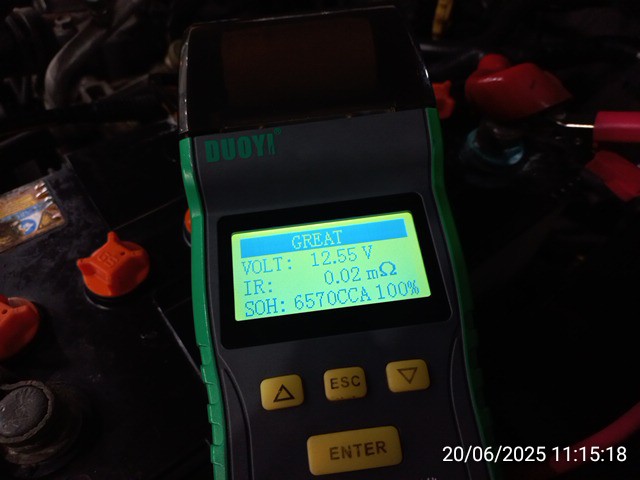 DUOYI
GREAT
VOLT: 12.55 V
IR: 0.02 mΩ
SOH: 6570CCA 100%
ESC
ENTER
20/06/2025 11:15:18